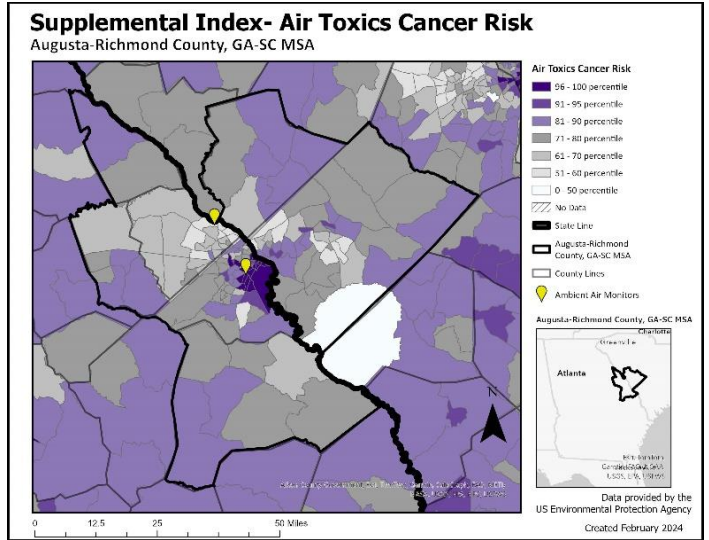 Supplemental Index- Air Toxics Cancer Risk
Augusta-Richmond County, GA-SC MSA
Air Toxics Cancer Risk
96 - 100 percentile
91 - 95 percentile
81 - 90 percentile
71 - 80 percentile
61 - 70 percentile
51 - 60 percentile
0 - 50 percentile
No Data
State Line
Augusta-Richmond
County, GA-SC MSA
County Lines
Ambient Air Monitors
Augusta-Richmond County, GA-SC MSA
Charlotte
Greenville
Atlanta
USGS, EPA,
N
0 12.5 25 50 Miles
Data provided by the
US Environmental Protection Agency
Created February 2024